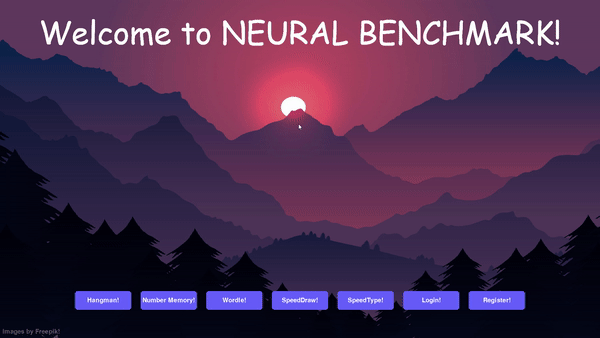 Welcome to NEURAL BENCHMARK!
Hangman! Number Memory! Wordle! SpeedDraw! SpeedType! Login! Register!
Images by Freepik!